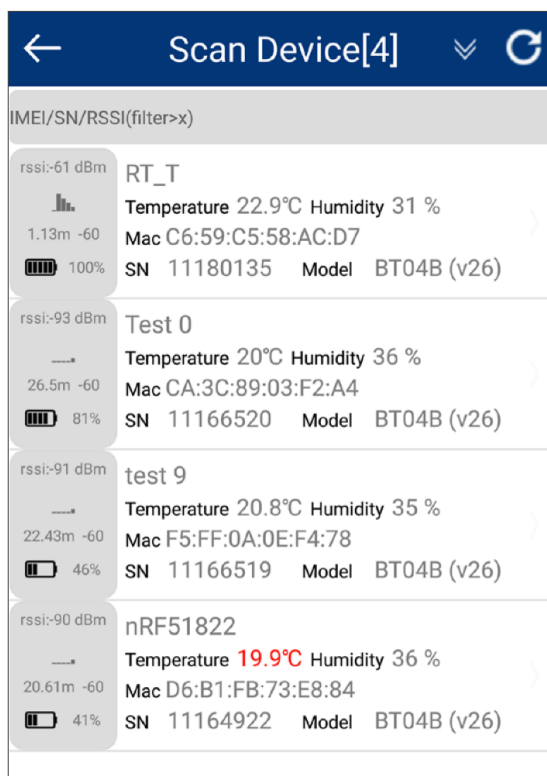 Scan Device[4]
IMEI/SN/RSSI(filter>x)
rssi:-61 dBm
1.13m -60
100%
RT_T
Temperature 22.9℃ Humidity 31 %
Mac C6:59:C5:58:AC:D7
SN 11180135 Model BT04B (v26)
rssi:-93 dBm
26.5m -60
81%
Test 0
Temperature 20℃ Humidity 36 %
Mac CA:3C:89:03:F2:A4
SN 11166520 Model BT04B (v26)
rssi:-91 dBm
22.43m -60
46%
test 9
Temperature 20.8℃ Humidity 35 %
Mac F5:FF:0A:0E:F4:78
SN 11166519 Model BT04B (v26)
rssi:-90 dBm
20.61m -60
41%
nRF51822
Temperature 19.9℃ Humidity 36 %
Mac D6:B1:FB:73:E8:84
SN 11164922 Model BT04B (v26)